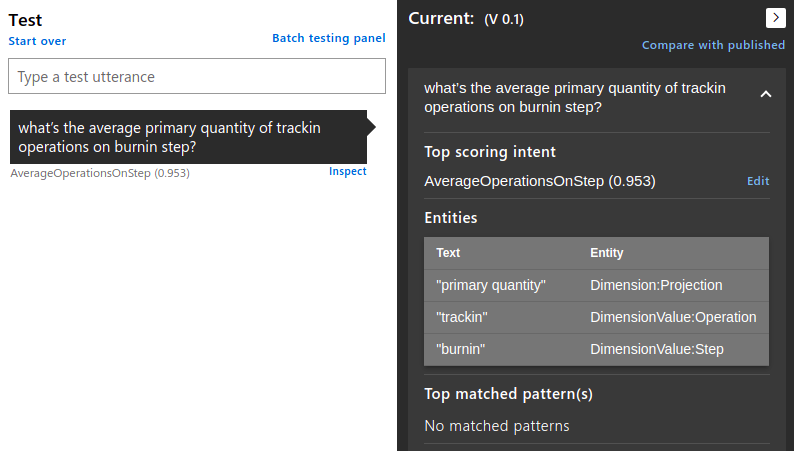 Test
Start over
Batch testing panel
Type a test utterance
what's the average primary quantity of trackin
operations on burnin step?
AverageOperationsOnStep (0.953)
Inspect
Current: (V 0.1)
Compare with published
what's the average primary quantity of trackin
operations on burnin step?
Top scoring intent
AverageOperationsOnStep (0.953)
Edit
Entities
Text Entity
"primary quantity" Dimension:Projection
"trackin" DimensionValue:Operation
"burnin" DimensionValue:Step
Top matched pattern(s)
No matched patterns